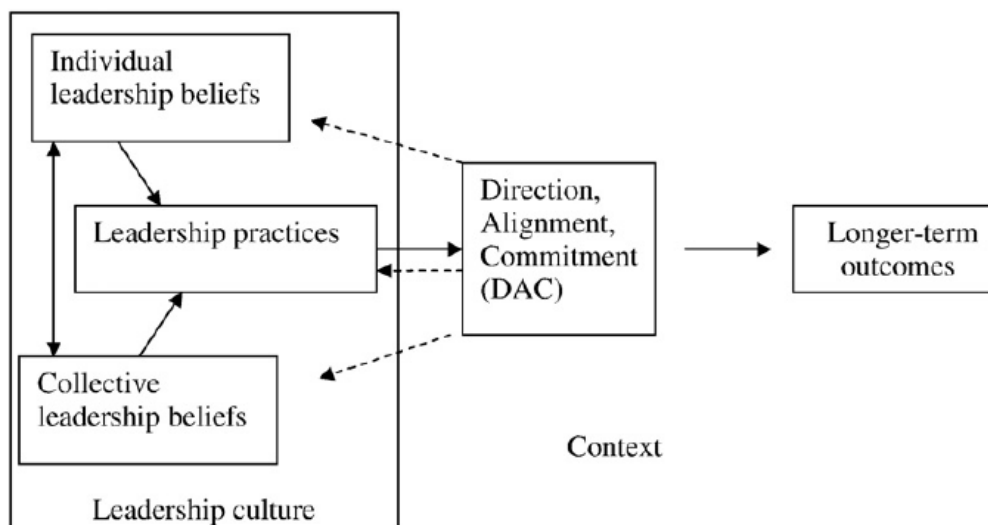 Individual
leadership beliefs
Leadership practices
Collective
leadership beliefs
Leadership culture
Direction,
Alignment,
Commitment
(DAC)
Longer-term
outcomes
Context